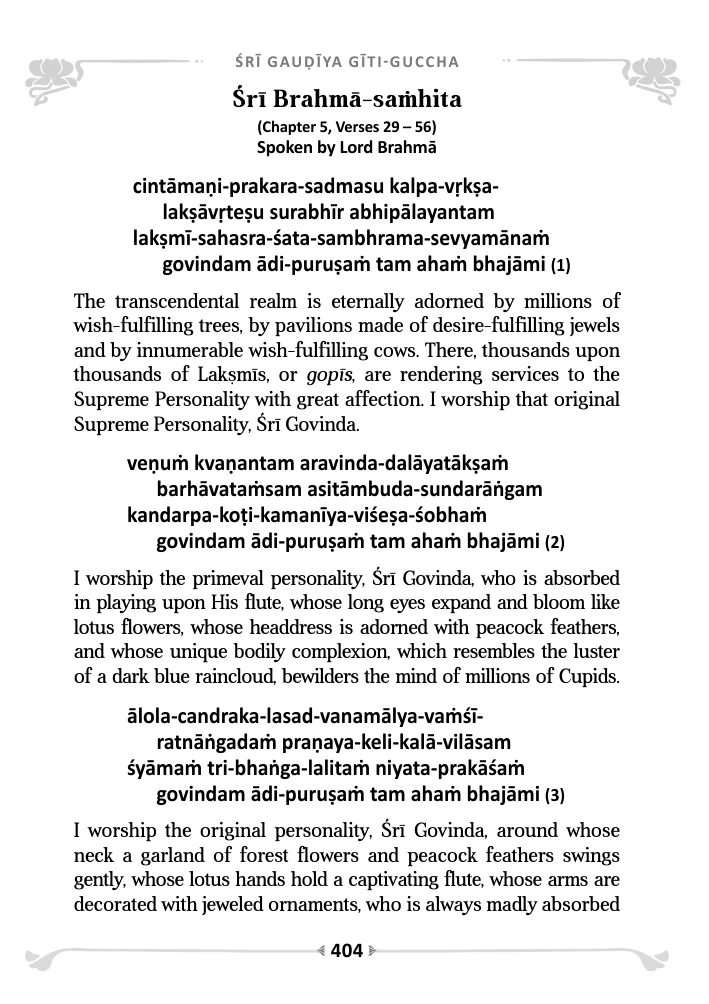 ŚRĪ GAUḌĪYA GĪTI-GUCCHA
Śrī Brahmā-saṁhita
(Chapter 5, Verses 29 – 56)
Spoken by Lord Brahmā
cintāmaṇi-prakara-sadmasu kalpa-vṛkṣa-
lakṣāvṛteṣu surabhīr abhipālayantam
lakṣmī-sahasra-śata-sambhrama-sevyamānaṁ
govindam ādi-puruṣaṁ tam ahaṁ bhajāmi (1)
The transcendental realm is eternally adorned by millions of
wish-fulfilling trees, by pavilions made of desire-fulfilling jewels
and by innumerable wish-fulfilling cows. There, thousands upon
thousands of Lakṣmīs, or gopīs, are rendering services to the
Supreme Personality with great affection. I worship that original
Supreme Personality, Śrī Govinda.
veṇuṁ kvaṇantam aravinda-dalāyatākṣaṁ
barhāvataṁsam asitāmbuda-sundarāṅgam
kandarpa-koṭi-kamanīya-viśeṣa-śobhaṁ
govindam ādi-puruṣaṁ tam ahaṁ bhajāmi (2)
I worship the primeval personality, Śrī Govinda, who is absorbed
in playing upon His flute, whose long eyes expand and bloom like
lotus flowers, whose headdress is adorned with peacock feathers,
and whose unique bodily complexion, which resembles the luster
of a dark blue raincloud, bewilders the mind of millions of Cupids.
ālola-candraka-lasad-vanamālya-vaṁśī-
ratnāṅgadaṁ praṇaya-keli-kalā-vilāsam
śyāmaṁ tri-bhaṅga-lalitaṁ niyata-prakāśaṁ
govindam ādi-puruṣaṁ tam ahaṁ bhajāmi (3)
I worship the original personality, Śrī Govinda, around whose
neck a garland of forest flowers and peacock feathers swings
gently, whose lotus hands hold a captivating flute, whose arms are
decorated with jeweled ornaments, who is always madly absorbed
404